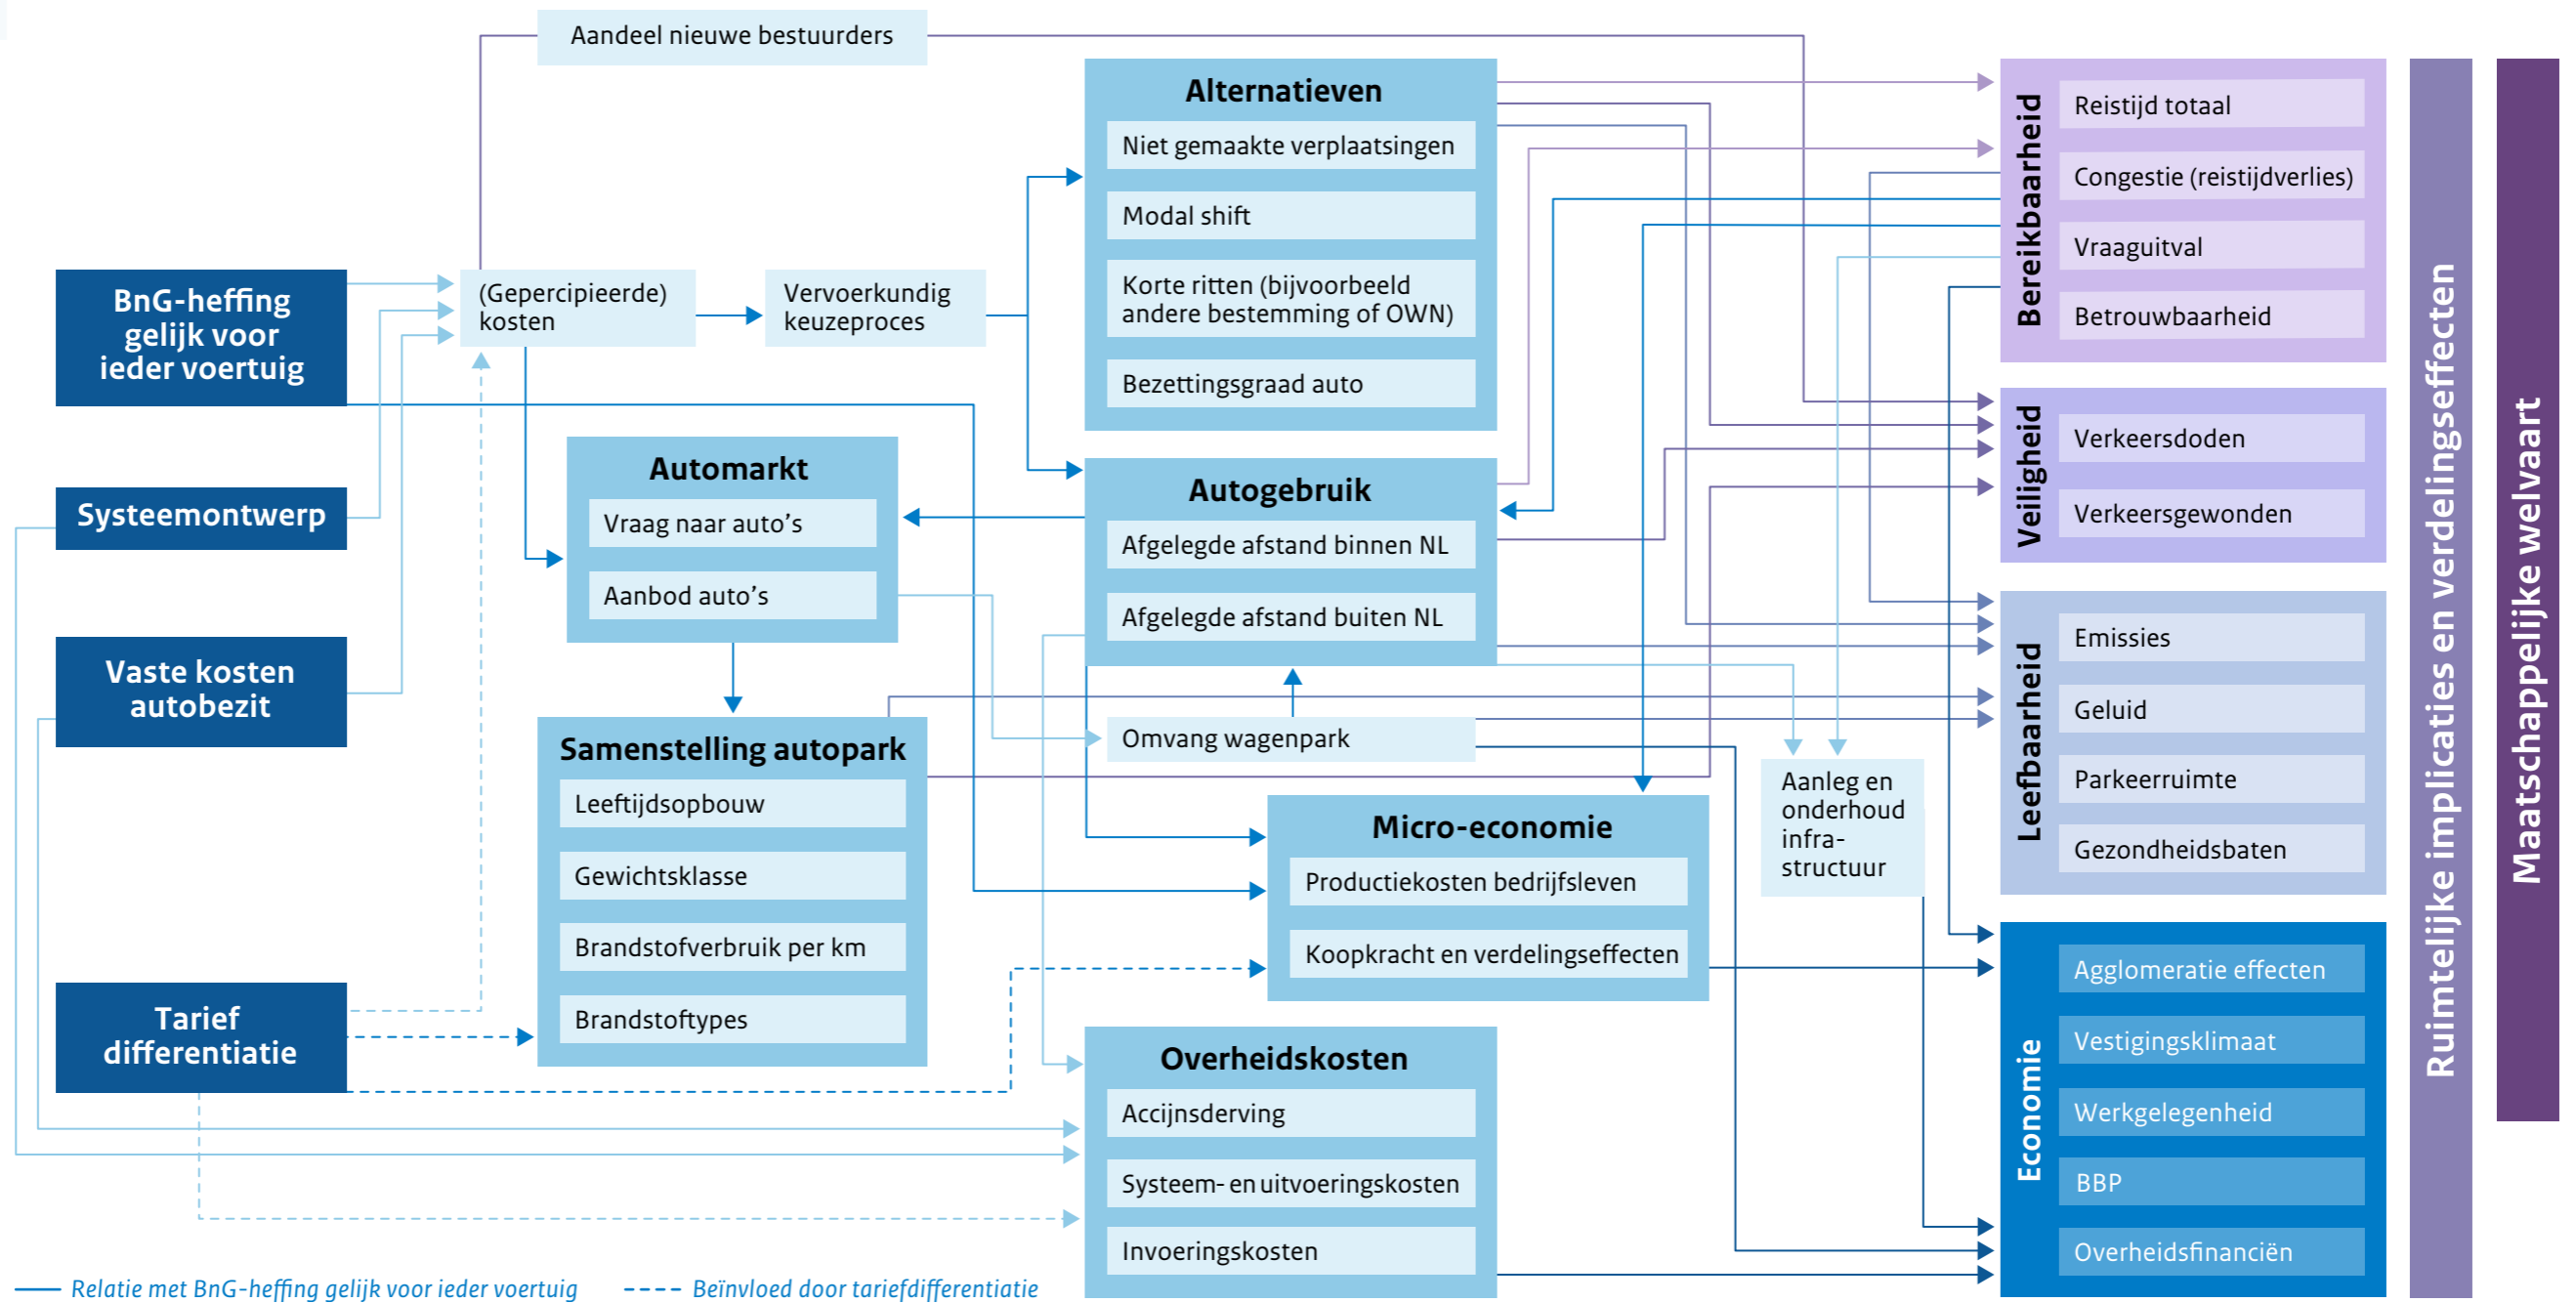 Aandeel nieuwe bestuurders
BnG-heffing
gelijk voor
ieder voertuig
Systeemontwerp
Vaste kosten
autobezit
Tarief
differentiatie
(Gepercipieerde)
kosten
Vervoerkundig
keuzeproces
Automarkt
Vraag naar auto’s
Aanbod auto’s
Samenstelling autopark
Leeftijdsopbouw
Gewichtsklasse
Brandstofverbruik per km
Brandstoftypes
Alternatieven
Niet gemaakte verplaatsingen
Modal shift
Korte ritten (bijvoorbeeld
andere bestemming of OWN)
Bezettingsgraad auto
Autogebruik
Afgelegde afstand binnen NL
Afgelegde afstand buiten NL
Omvang wagenpark
Micro-economie
Productiekosten bedrijfsleven
Koopkracht en verdelingseffecten
Overheidskosten
Accijnsderving
Systeem- en uitvoeringskosten
Invoeringskosten
Aanleg en
onderhoud
infra-
structuur
Bereikbaarheid
Reistijd totaal
Congestie (reistijdverlies)
Vraaguitval
Betrouwbaarheid
Veiligheid
Verkeersdoden
Verkeersgewonden
Leefbaarheid
Emissies
Geluid
Parkeerruimte
Gezondheidsbaten
Economie
Agglomeratie effecten
Vestigingsklimaat
Werkgelegenheid
BBP
Overheidsfinanciën
Ruimtelijke implicaties en verdelingseffecten
Maatschappelijke welvaart
Relatie met BnG-heffing gelijk voor ieder voertuig
Beïnvloed door tariefdifferentiatie